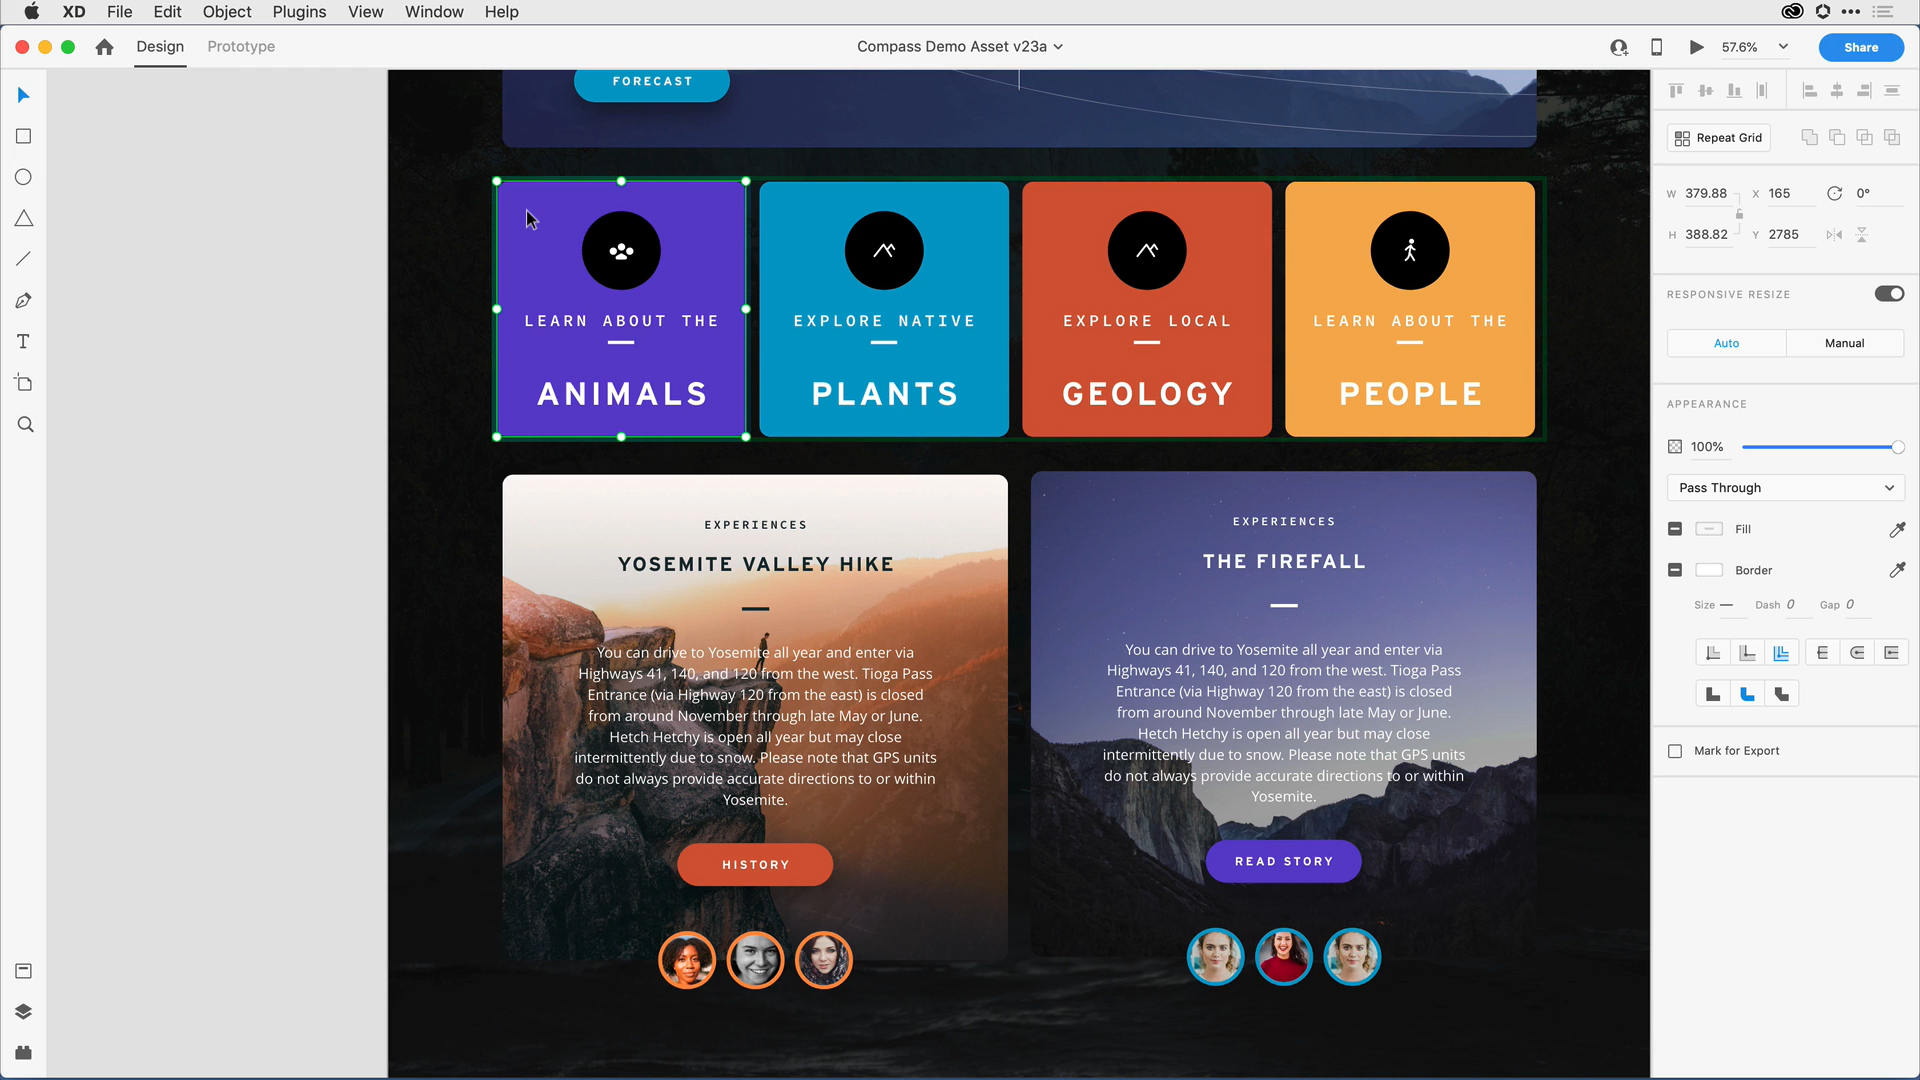 XD File Edit Object Plugins View Window Help
Design Prototype Compass Demo Asset v23a 57.6% Share
FORECAST
Repeat Grid
W 379.88 X 165 0°
H 388.82 Y 2785
RESPONSIVE RESIZE
Auto Manual
APPEARANCE
100%
Pass Through
Fill
Border
Size Dash 0 Gap 0
Mark for Export
LEARN ABOUT THE
ANIMALS
EXPLORE NATIVE
PLANTS
EXPLORE LOCAL
GEOLOGY
LEARN ABOUT THE
PEOPLE
EXPERIENCES
YOSEMITE VALLEY HIKE
You can drive to Yosemite all year and enter via
Highways 41, 140, and 120 from the west. Tioga Pass
Entrance (via Highway 120 from the east) is closed
from around November through late May or June.
Hetch Hetchy is open all year but may close
intermittently due to snow. Please note that GPS units
do not always provide accurate directions to or within
Yosemite.
HISTORY
EXPERIENCES
THE FIREFALL
You can drive to Yosemite all year and enter via
Highways 41, 140, and 120 from the west. Tioga Pass
Entrance (via Highway 120 from the east) is closed
from around November through late May or June.
Hetch Hetchy is open all year but may close
intermittently due to snow. Please note that GPS units
do not always provide accurate directions to or within
Yosemite.
READ STORY